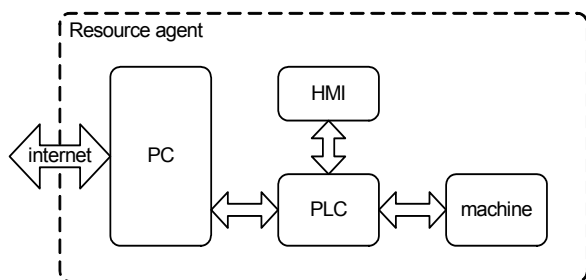 Resource agent
HMI
internet
PC
PLC
machine